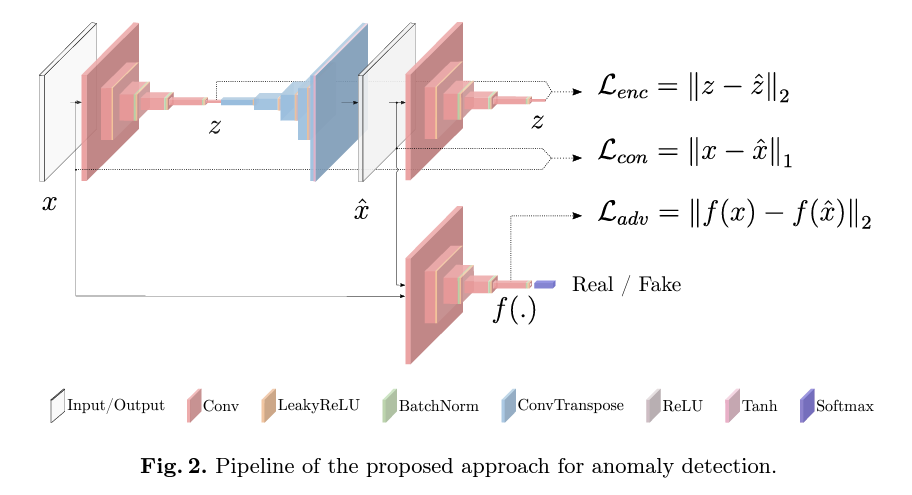 z
z
x
x̂
ℒ_enc = ‖z − ẑ‖₂
ℒ_con = ‖x − x̂‖₁
ℒ_adv = ‖f(x) − f(x̂)‖₂
f(.)
Real / Fake
Input/Output Conv LeakyReLU BatchNorm ConvTranspose ReLU Tanh Softmax
Fig. 2. Pipeline of the proposed approach for anomaly detection.